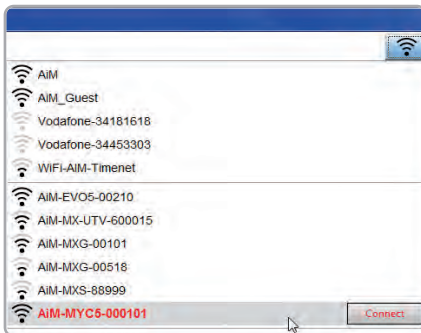 AiM
AiM_Guest
Vodafone-34181618
Vodafone-34453303
WiFi-AiM-Timenet
AiM-EVO5-00210
AiM-MX-UTV-600015
AiM-MXG-00101
AiM-MXG-00518
AiM-MXS-88999
AiM-MYC5-000101 Connect